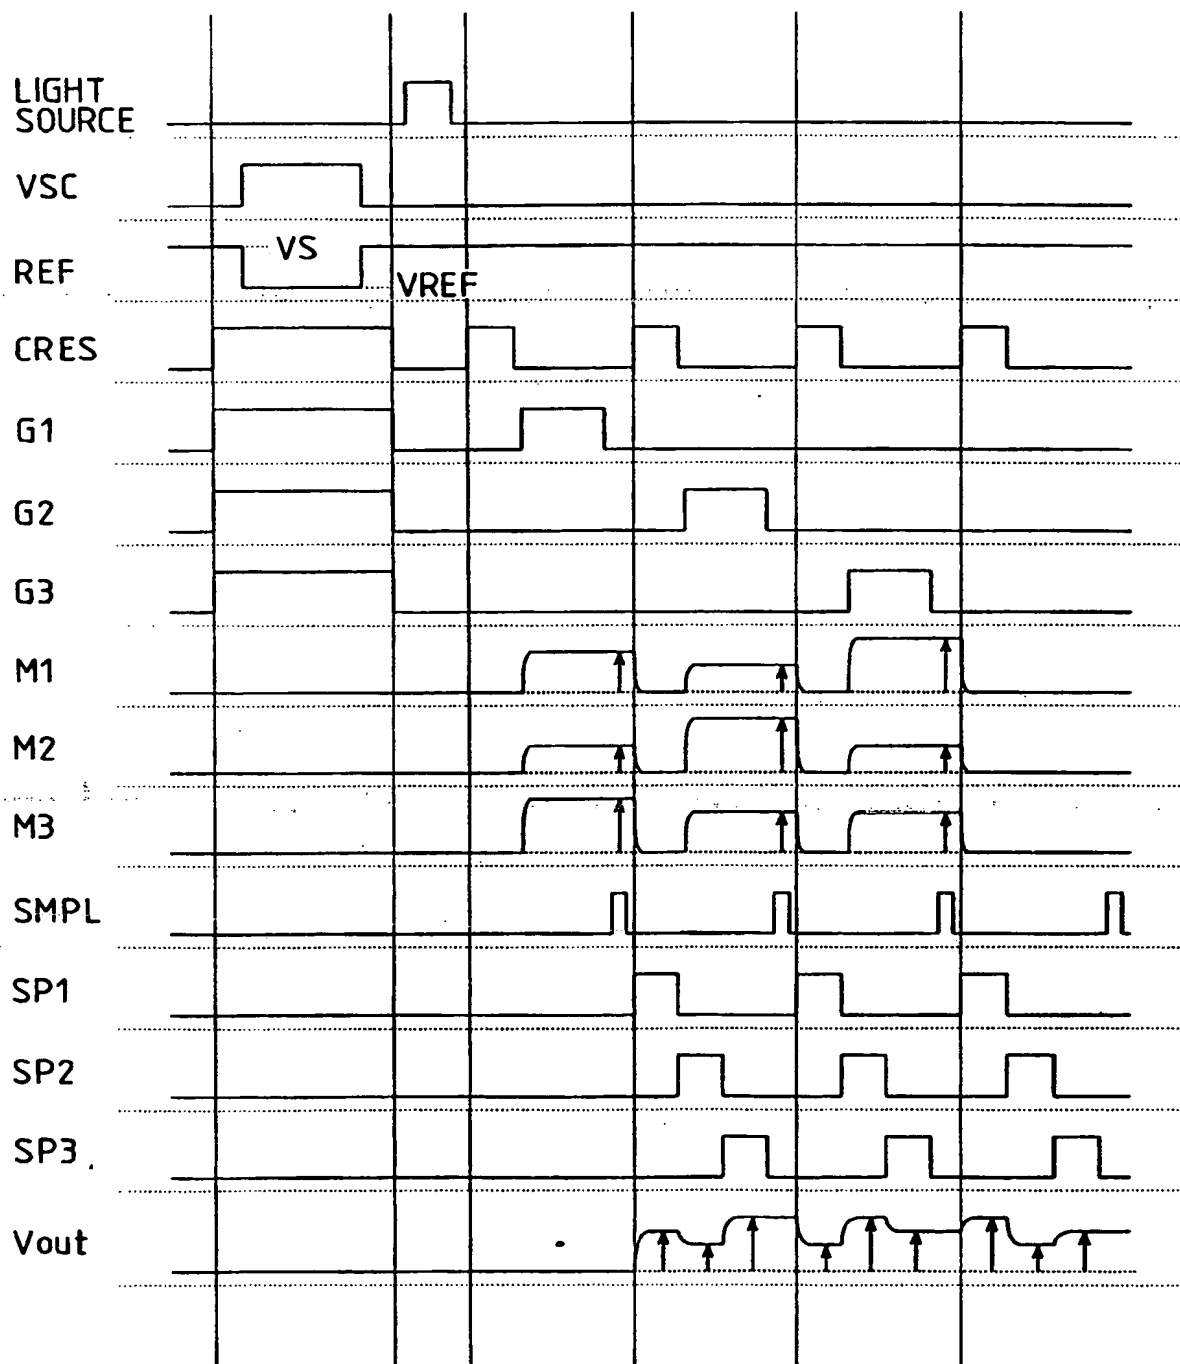 LIGHT
SOURCE
VSC
VS
REF
VREF
CRES
G1
G2
G3
M1
M2
M3
SMPL
SP1
SP2
SP3
Vout